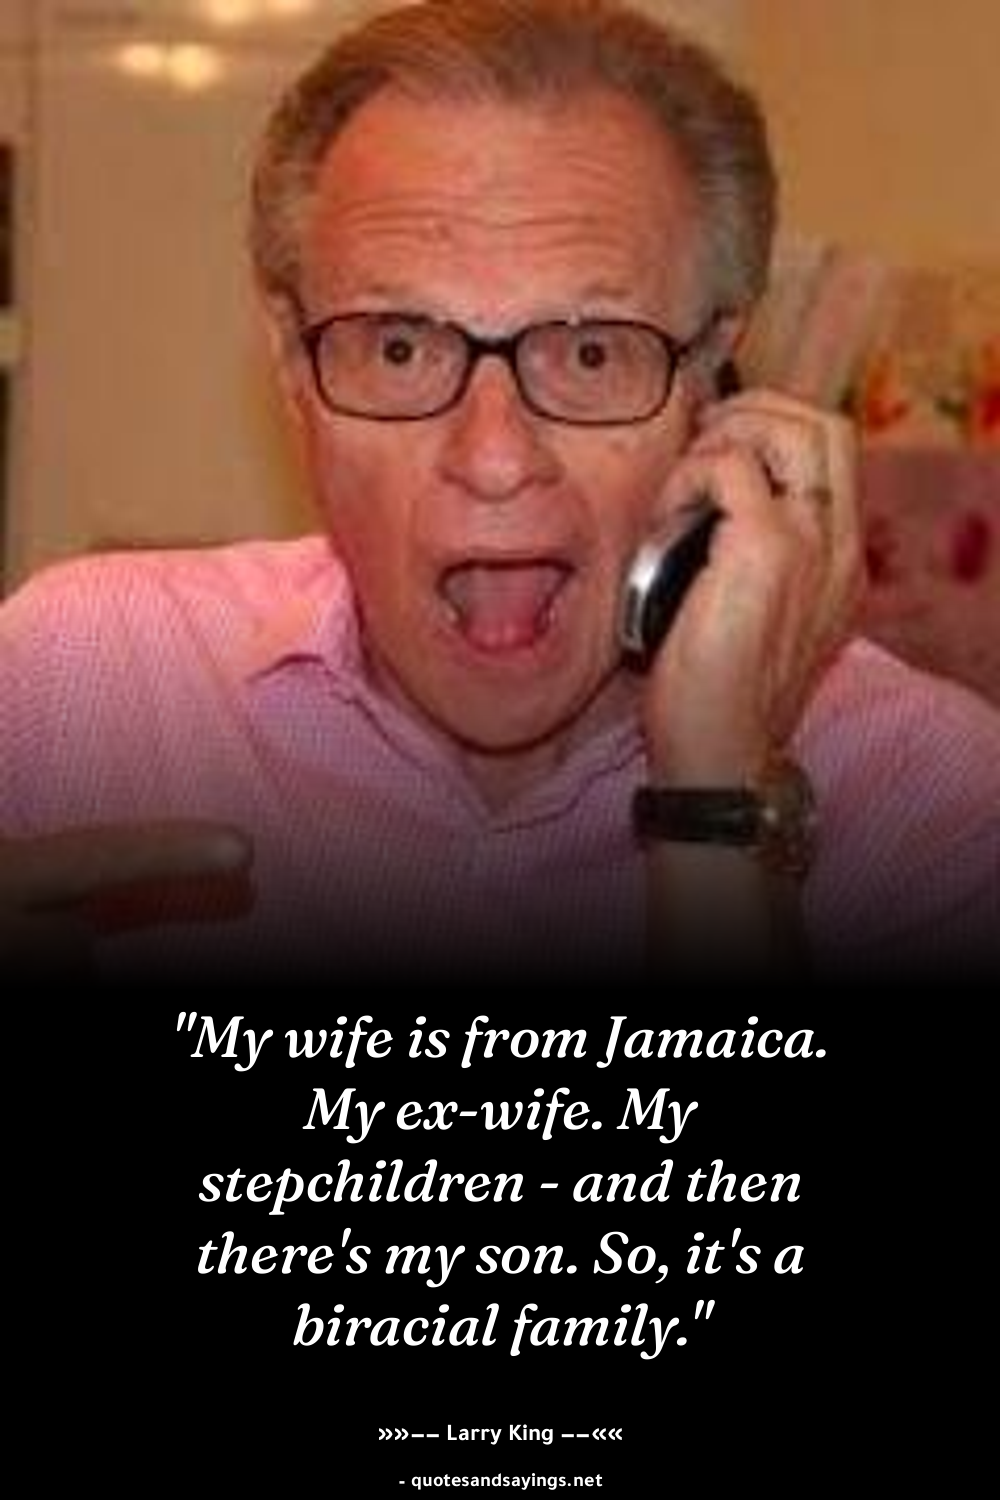 "My wife is from Jamaica.
My ex-wife. My
stepchildren - and then
there's my son. So, it's a
biracial family."
»»-- Larry King --««
- quotesandsayings.net